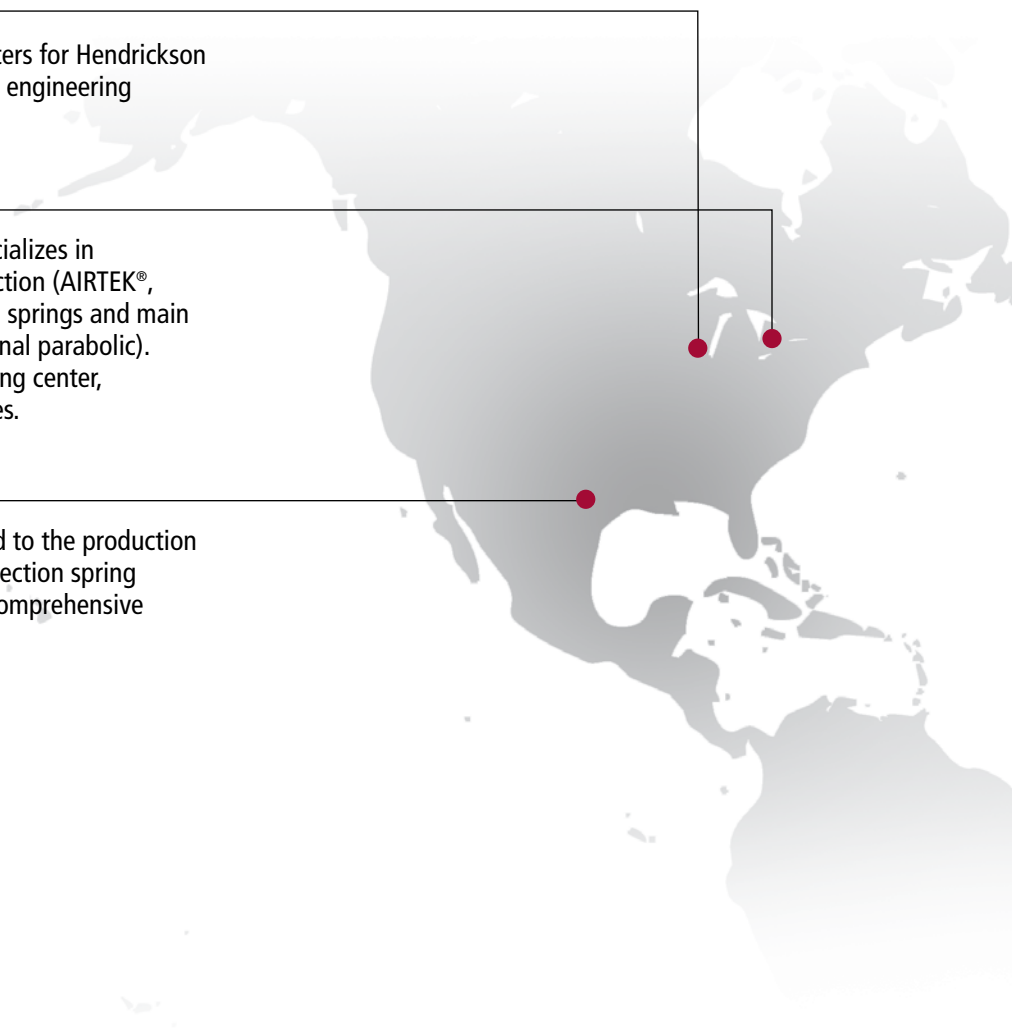 ters for Hendrickson
engineering
cializes in
ction (AIRTEK®,
springs and main
nal parabolic).
ng center,
es.
d to the production
ection spring
omprehensive